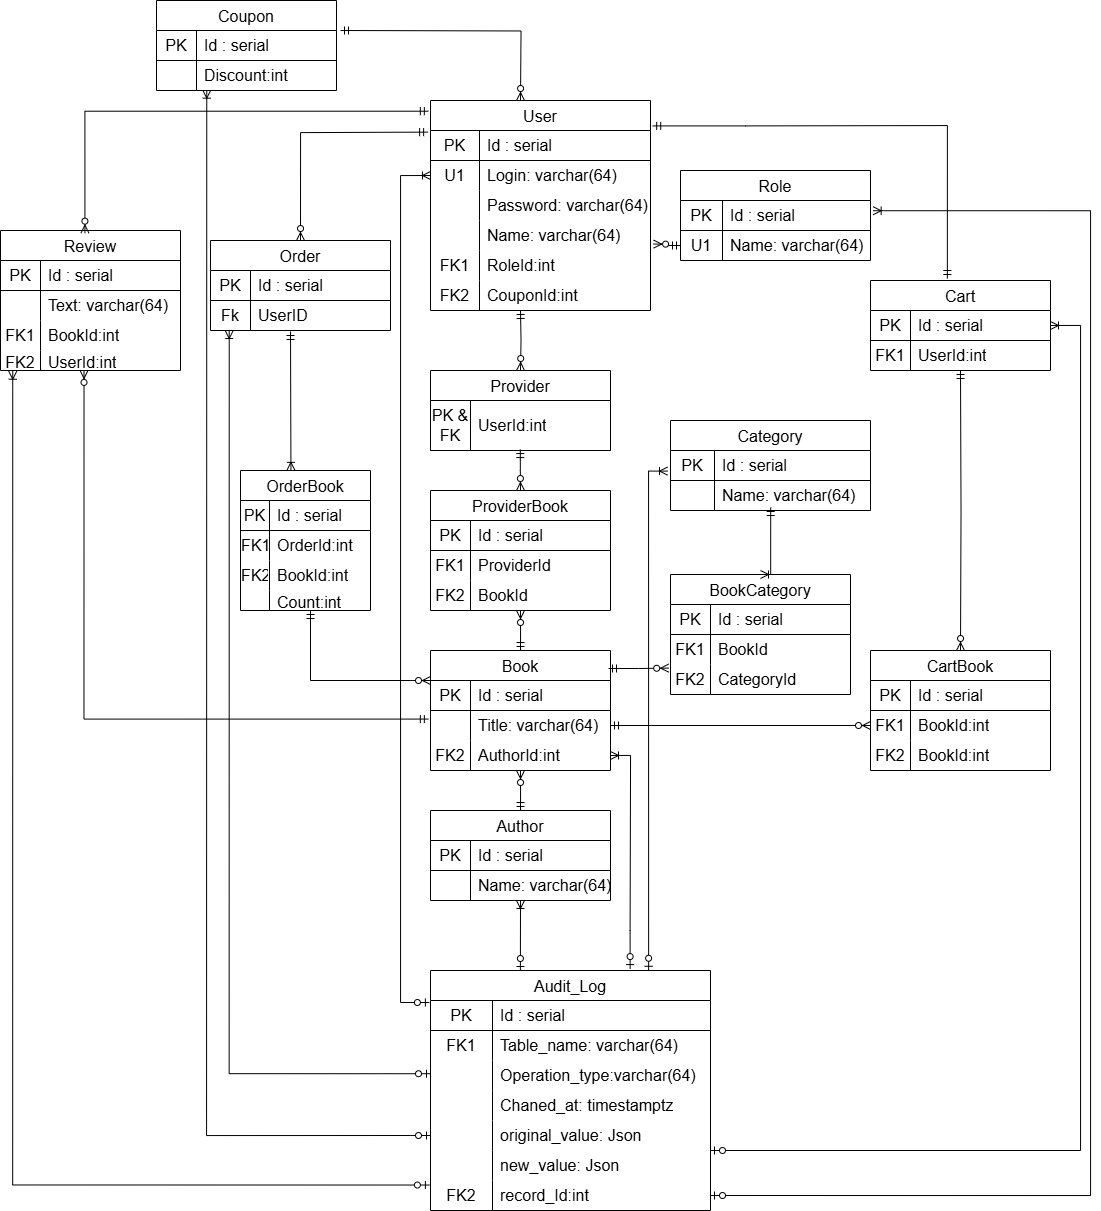 Coupon
PK Id : serial
Discount:int
User
PK Id : serial
U1 Login: varchar(64)
Password: varchar(64)
Name: varchar(64)
FK1 RoleId:int
FK2 CouponId:int
Role
PK Id : serial
U1 Name: varchar(64)
Review
PK Id : serial
Text: varchar(64)
FK1 BookId:int
FK2 UserId:int
Order
PK Id : serial
Fk UserID
Cart
PK Id : serial
FK1 UserId:int
Provider
PK &
FK
UserId:int
Category
PK Id : serial
Name: varchar(64)
OrderBook
PK Id : serial
FK1 OrderId:int
FK2 BookId:int
Count:int
ProviderBook
PK Id : serial
FK1 ProviderId
FK2 BookId
BookCategory
PK Id : serial
FK1 BookId
FK2 CategoryId
Book
PK Id : serial
Title: varchar(64)
FK2 AuthorId:int
CartBook
PK Id : serial
FK1 BookId:int
FK2 BookId:int
Author
PK Id : serial
Name: varchar(64)
Audit_Log
PK Id : serial
FK1 Table_name: varchar(64)
Operation_type:varchar(64)
Chaned_at: timestamptz
original_value: Json
new_value: Json
FK2 record_Id:int